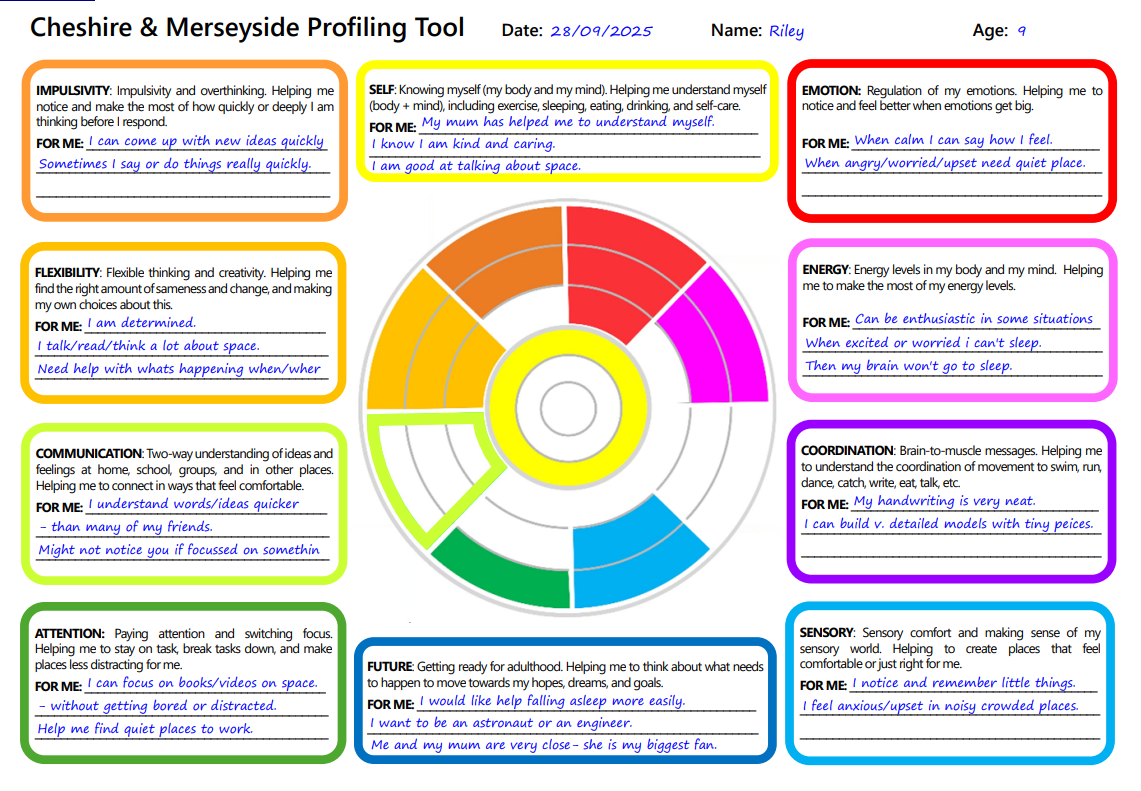 Cheshire & Merseyside Profiling Tool
Date: 28/09/2025
Name: Riley
Age: 9
IMPULSIVITY: Impulsivity and overthinking. Helping me
notice and make the most of how quickly or deeply I am
thinking before I respond.
FOR ME: I can come up with new ideas quickly
Sometimes I say or do things really quickly.
SELF: Knowing myself (my body and my mind). Helping me understand myself
(body + mind), including exercise, sleeping, eating, drinking, and self-care.
FOR ME: My mum has helped me to understand myself.
I know I am kind and caring.
I am good at talking about space.
EMOTION: Regulation of my emotions. Helping me to
notice and feel better when emotions get big.
FOR ME: When calm I can say how I feel.
When angry/worried/upset need quiet place.
FLEXIBILITY: Flexible thinking and creativity. Helping me
find the right amount of sameness and change, and making
my own choices about this.
FOR ME: I am determined.
I talk/read/think a lot about space.
Need help with whats happening when/wher
ENERGY: Energy levels in my body and my mind. Helping
me to make the most of my energy levels.
FOR ME: Can be enthusiastic in some situations
When excited or worried i can't sleep.
Then my brain won't go to sleep.
COMMUNICATION: Two-way understanding of ideas and
feelings at home, school, groups, and in other places.
Helping me to connect in ways that feel comfortable.
FOR ME: I understand words/ideas quicker
- than many of my friends.
Might not notice you if focussed on somethin
COORDINATION: Brain-to-muscle messages. Helping me
to understand the coordination of movement to swim, run,
dance, catch, write, eat, talk, etc.
FOR ME: My handwriting is very neat.
I can build v. detailed models with tiny peices.
ATTENTION: Paying attention and switching focus.
Helping me to stay on task, break tasks down, and make
places less distracting for me.
FOR ME: I can focus on books/videos on space.
- without getting bored or distracted.
Help me find quiet places to work.
FUTURE: Getting ready for adulthood. Helping me to think about what needs
to happen to move towards my hopes, dreams, and goals.
FOR ME: I would like help falling asleep more easily.
I want to be an astronaut or an engineer.
Me and my mum are very close- she is my biggest fan.
SENSORY: Sensory comfort and making sense of my
sensory world. Helping to create places that feel
comfortable or just right for me.
FOR ME: I notice and remember little things.
I feel anxious/upset in noisy crowded places.